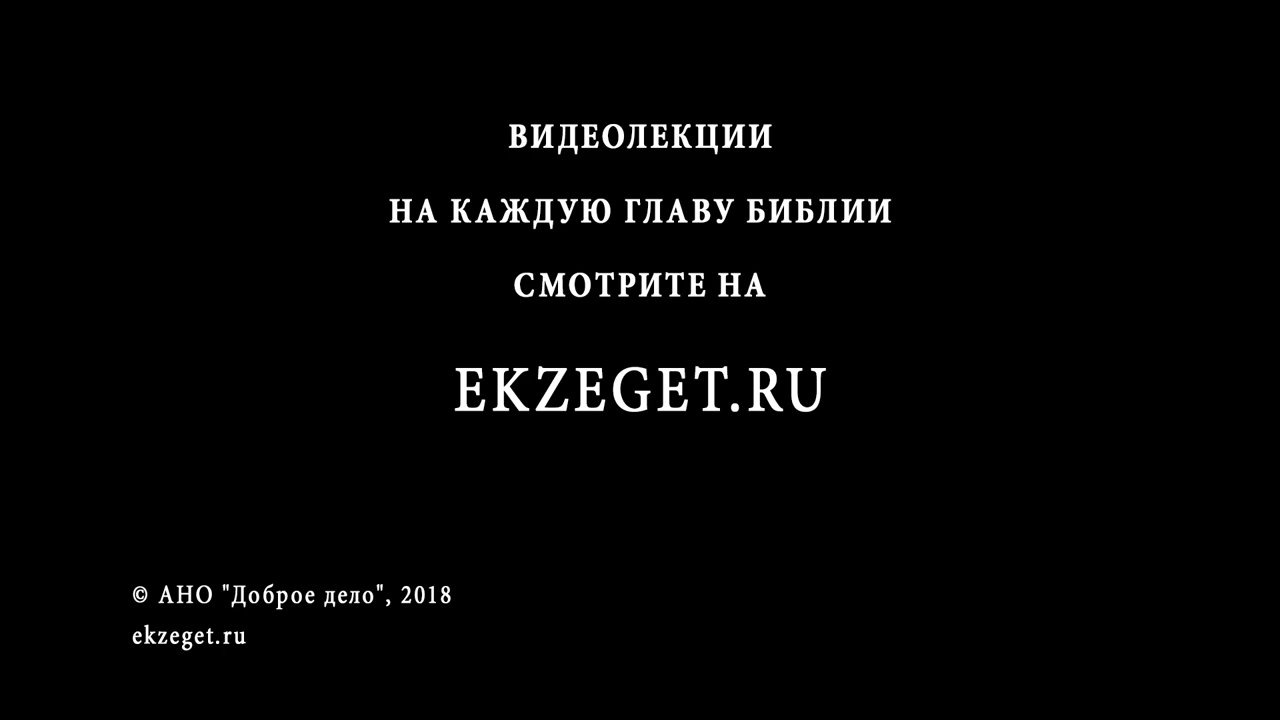 ВИДЕОЛЕКЦИИ
НА КАЖДУЮ ГЛАВУ БИБЛИИ
СМОТРИТЕ НА
EKZEGET.RU
© АНО "Доброе дело", 2018
ekzeget.ru